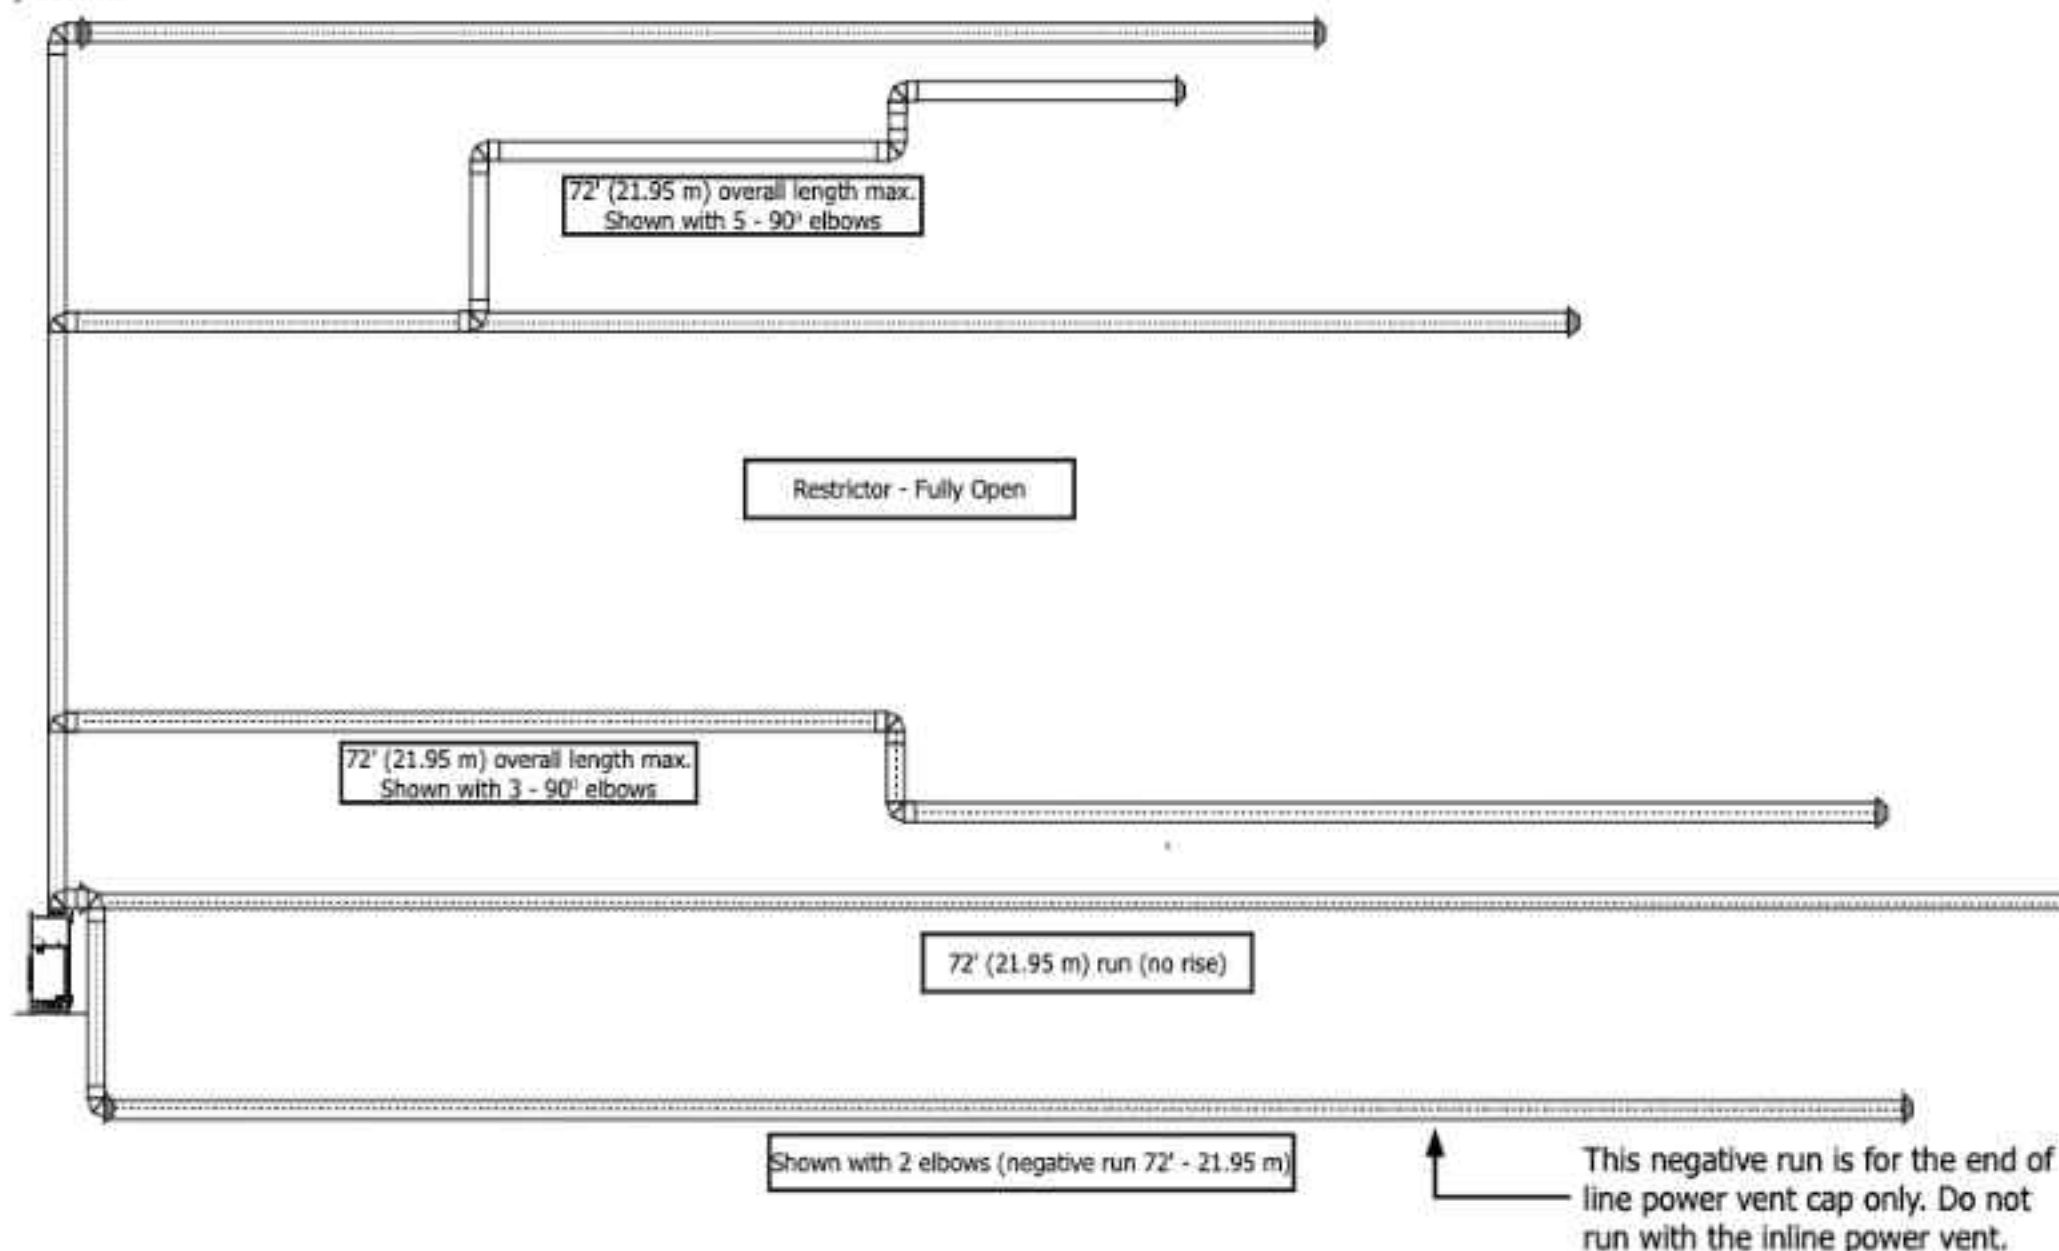 72' (21.95 m) overall length max.
Shown with 5 - 90° elbows
Restrictor - Fully Open
72' (21.95 m) overall length max.
Shown with 3 - 90⁰ elbows
72' (21.95 m) run (no rise)
Shown with 2 elbows (negative run 72' - 21.95 m)
This negative run is for the end of
line power vent cap only. Do not
run with the inline power vent.